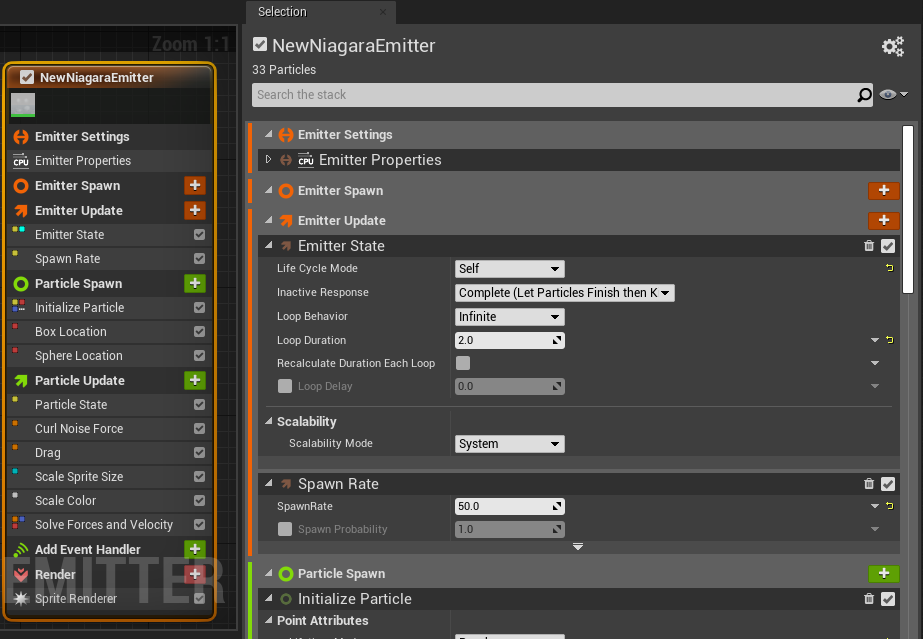 Zoom 1:1
NewNiagaraEmitter
Emitter Settings
CPU Emitter Properties
Emitter Spawn
Emitter Update
Emitter State
Spawn Rate
Particle Spawn
Initialize Particle
Box Location
Sphere Location
Particle Update
Particle State
Curl Noise Force
Drag
Scale Sprite Size
Scale Color
Solve Forces and Velocity
Add Event Handler
EMITTER
Render
Sprite Renderer
Selection
NewNiagaraEmitter
33 Particles
Search the stack
Emitter Settings
CPU Emitter Properties
Emitter Spawn
Emitter Update
Emitter State
Life Cycle Mode Self
Inactive Response Complete (Let Particles Finish then K
Loop Behavior Infinite
Loop Duration 2.0
Recalculate Duration Each Loop
Loop Delay 0.0
Scalability
Scalability Mode System
Spawn Rate
SpawnRate 50.0
Spawn Probability 1.0
Particle Spawn
Initialize Particle
Point Attributes